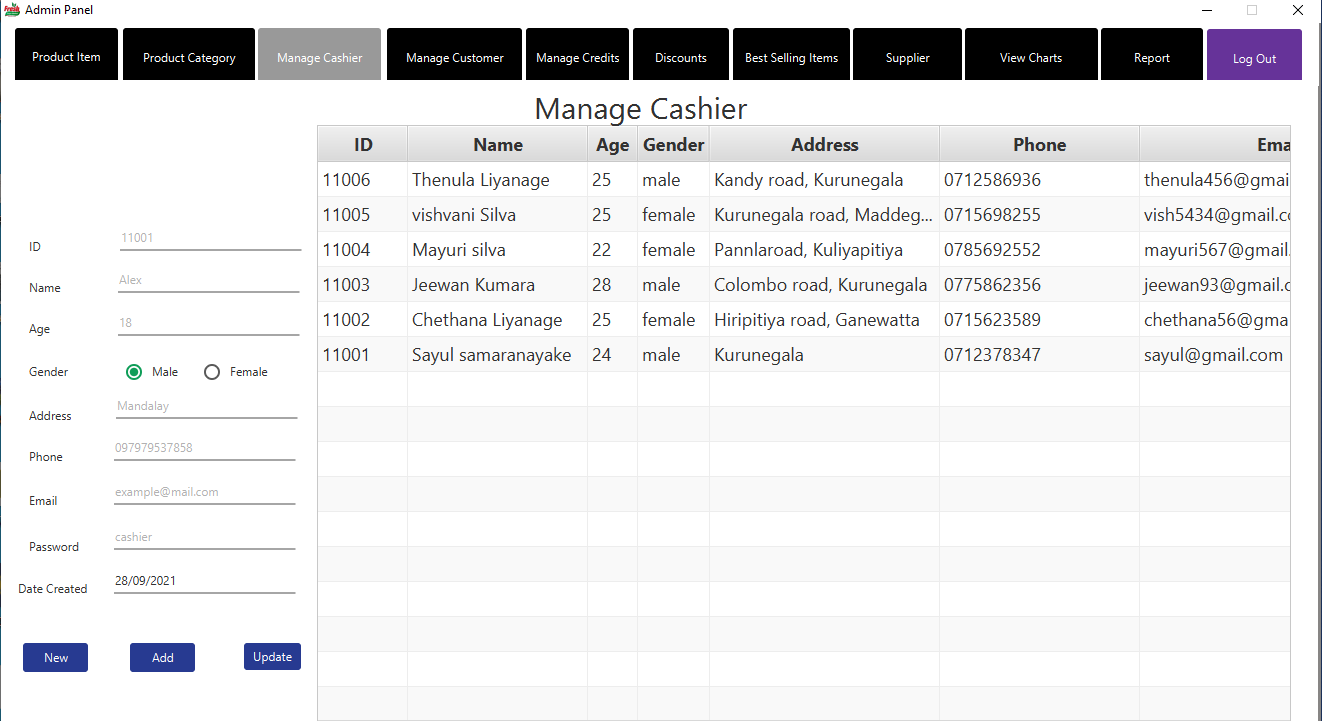 Fresh
Admin Panel
Product Item Product Category Manage Cashier Manage Customer Manage Credits Discounts Best Selling Items Supplier View Charts Report Log Out
Manage Cashier
ID Name Age Gender Address Phone Ema
11006 Thenula Liyanage 25 male Kandy road, Kurunegala 0712586936 thenula456@gmai
11005 vishvani Silva 25 female Kurunegala road, Maddeg... 0715698255 vish5434@gmail.co
11004 Mayuri silva 22 female Pannlaroad, Kuliyapitiya 0785692552 mayuri567@gmail.
11003 Jeewan Kumara 28 male Colombo road, Kurunegala 0775862356 jeewan93@gmail.c
11002 Chethana Liyanage 25 female Hiripitiya road, Ganewatta 0715623589 chethana56@gma
11001 Sayul samaranayake 24 male Kurunegala 0712378347 sayul@gmail.com
ID 11001
Name Alex
Age 18
Gender Male Female
Address Mandalay
Phone 097979537858
Email example@mail.com
Password cashier
Date Created 28/09/2021
New Add Update